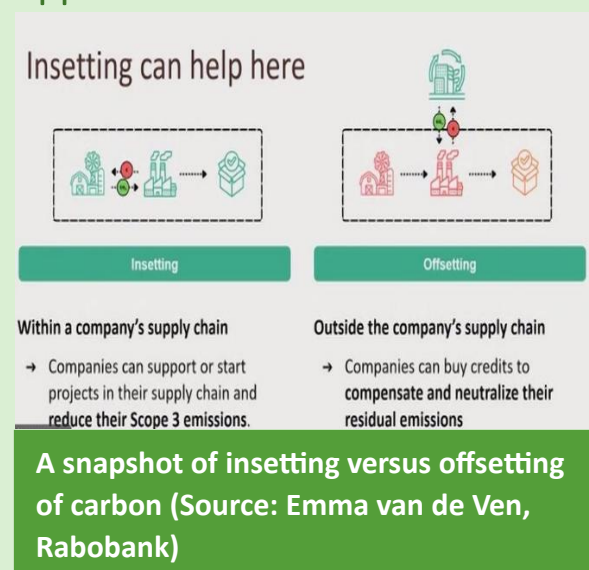 Insetting can help here
Insetting
Offsetting
Within a company's supply chain
→ Companies can support or start
projects in their supply chain and
reduce their Scope 3 emissions.
Outside the company's supply chain
→ Companies can buy credits to
compensate and neutralize their
residual emissions
A snapshot of insetting versus offsetting
of carbon (Source: Emma van de Ven,
Rabobank)